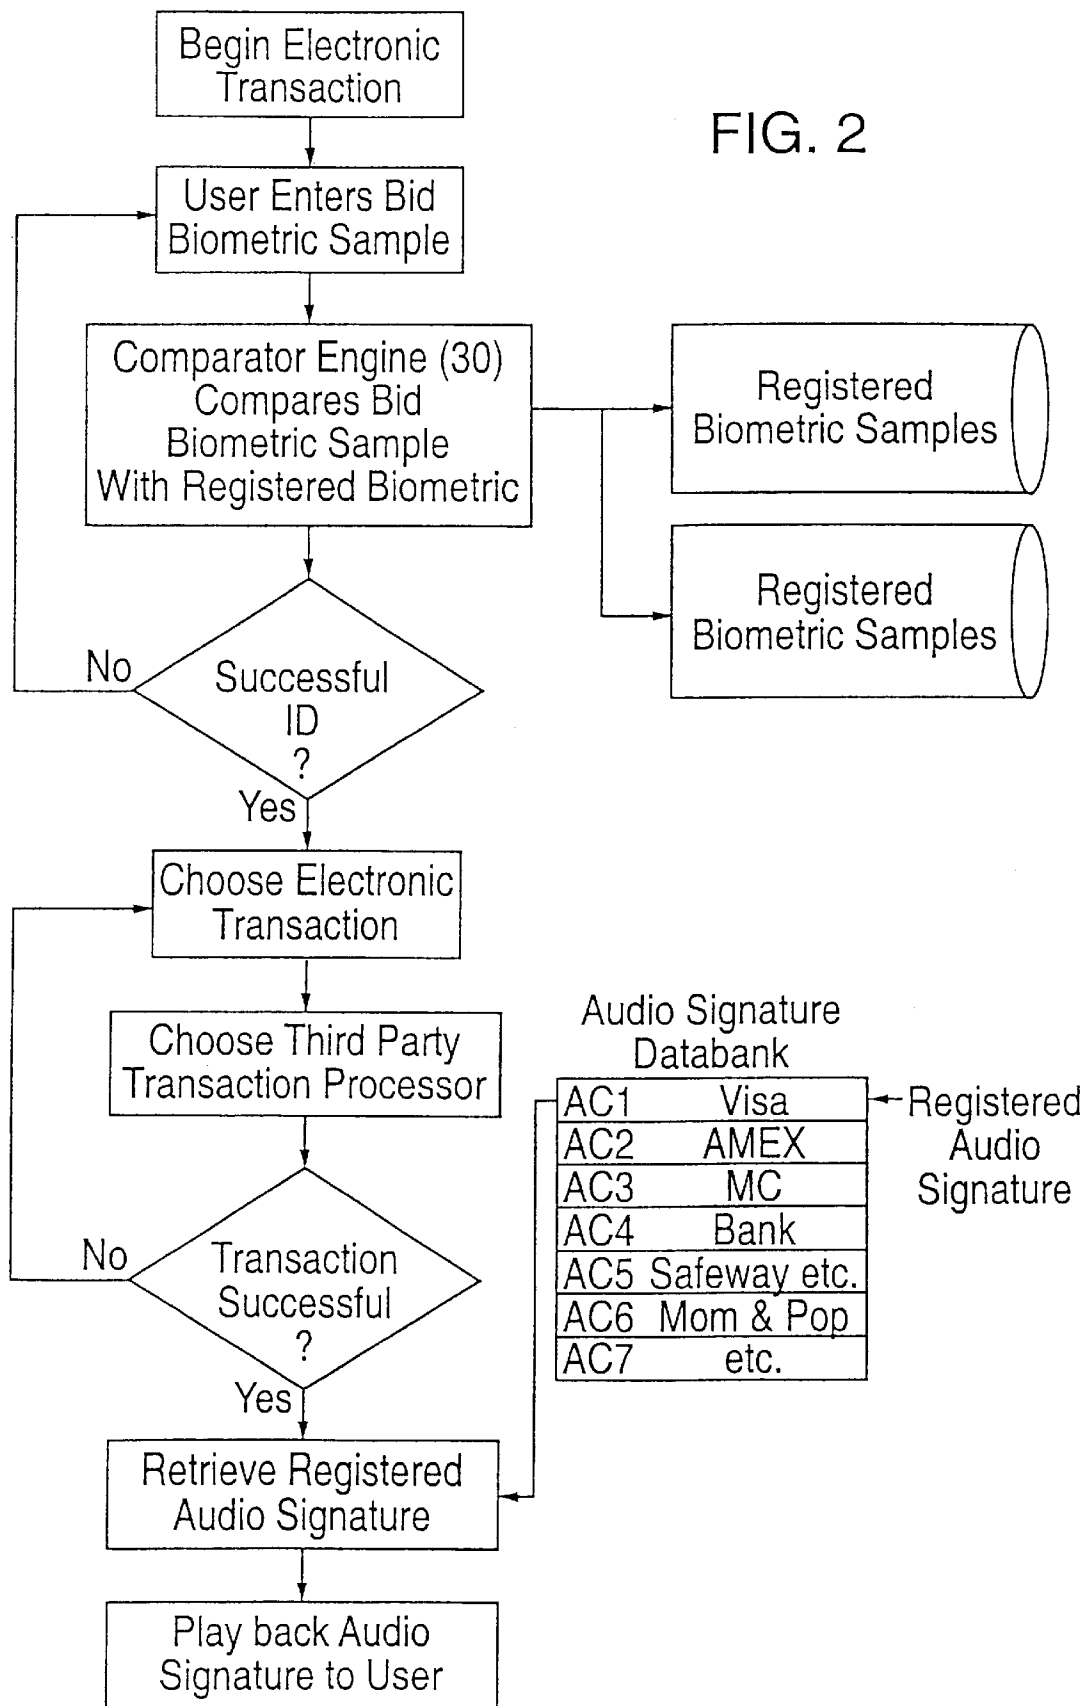 Begin Electronic
Transaction
FIG. 2
User Enters Bid
Biometric Sample
Comparator Engine (30)
Compares Bid
Biometric Sample
With Registered Biometric
Registered
Biometric Samples
Registered
Biometric Samples
No
Successful
ID
?
Yes
Choose Electronic
Transaction
Choose Third Party
Transaction Processor
Audio Signature
Databank
AC1 Visa
AC2 AMEX
AC3 MC
AC4 Bank
AC5 Safeway etc.
AC6 Mom & Pop
AC7 etc.
Registered
Audio
Signature
No
Transaction
Successful
?
Yes
Retrieve Registered
Audio Signature
Play back Audio
Signature to User